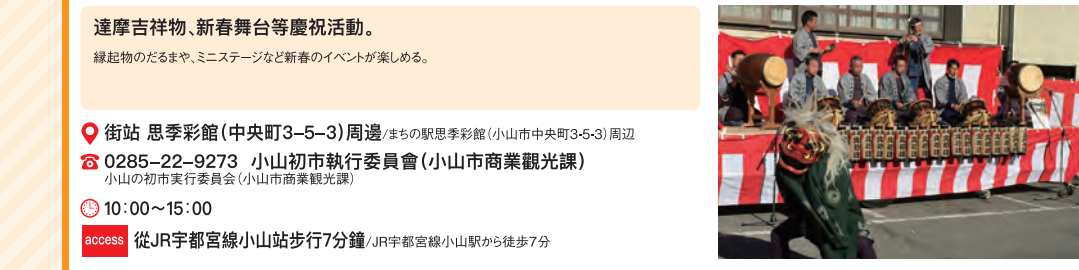 達摩吉祥物、新春舞台等慶祝活動。
縁起物のだるまや、ミニステージなど新春のイベントが楽しめる。
街站 思季彩館（中央町3–5–3）周邊/まちの駅思季彩館（小山市中央町3-5-3）周辺
0285–22–9273 小山初市執行委員會（小山市商業觀光課）
小山の初市実行委員会（小山市商業観光課）
10：00～15：00
access 從JR宇都宮線小山站步行7分鐘/JR宇都宮線小山駅から徒歩7分